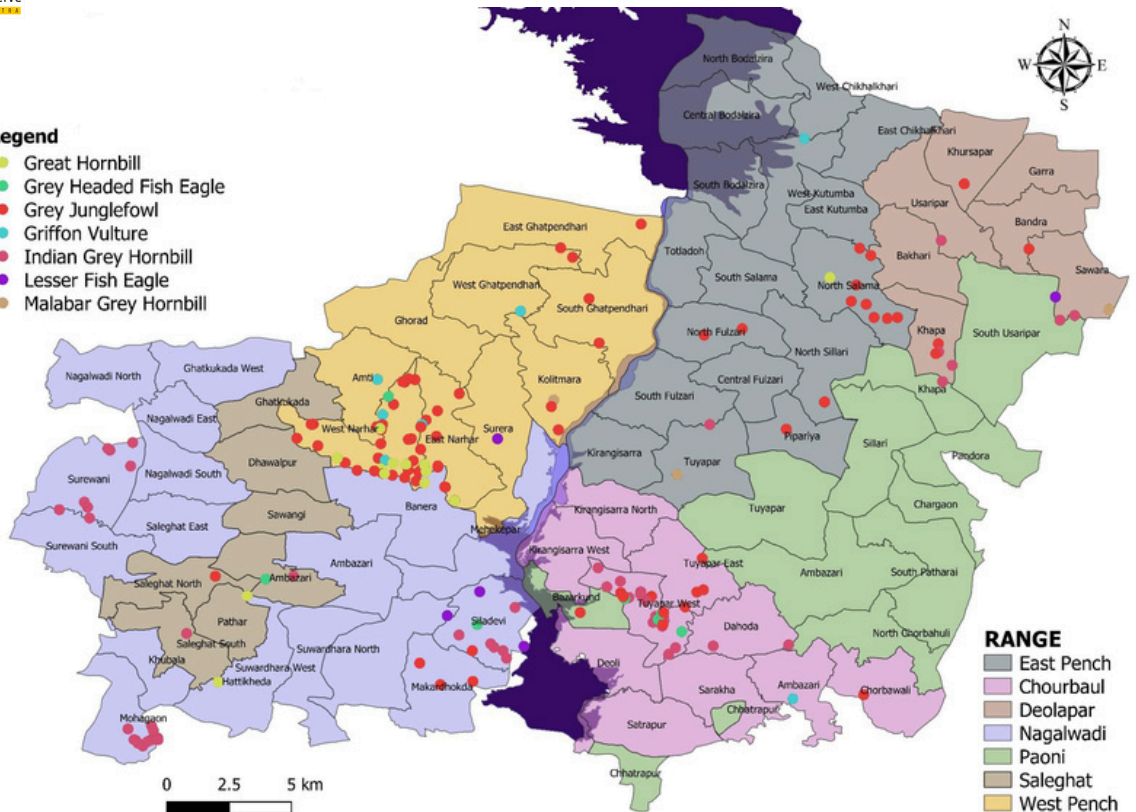 TRA
N
W E
S
North Bodalzira
West Chikhalkhari
Central Bodalzira
East Chikhalkhari
Khursapar
Garra
South Bodalzira
West Kutumba
East Kutumba
Usaripar
Bandra
Totladoh
Bakhari
Sawara
South Salama
North Salama
Khapa
South Usaripar
North Fulzari
North Sillari
Central Fulzari
Khapa
South Fulzari
Pipariya
Sillari
Pandora
Kirangisarra
Tuyapar
Tuyapar
Chargaon
egend
Great Hornbill
Grey Headed Fish Eagle
Grey Junglefowl
Griffon Vulture
Indian Grey Hornbill
Lesser Fish Eagle
Malabar Grey Hornbill
East Ghatpendhari
West Ghatpendhari
South Ghatpendhari
Ghorad
Kolitmara
Amti
West Narhar
East Narhar
Surera
Nagalwadi North
Ghatkukada West
Ghatkukada
Nagalwadi East
Dhawalpur
Nagalwadi South
Surewani
Sawangi
Banera
Saleghat East
Mehekepar
Surewani South
Ambazari
Saleghat North
Ambazari
Pathar
Siladevi
Saleghat South
Khubala
Suwardhara North
Suwardhara West
Hattikheda
Makardhokda
Mohagaon
Kirangisarra North
Kirangisarra West
Tuyapar East
Ambazari
South Patharai
Bazarkund
Tuyapar West
Dahoda
North Chorbahuli
Deoli
Sarakha
Ambazari
Chorbawali
Chhatrapur
Satrapur
Chhatrapur
RANGE
East Pench
Chourbaul
Deolapar
Nagalwadi
Paoni
Saleghat
West Pench
0 2.5 5 km